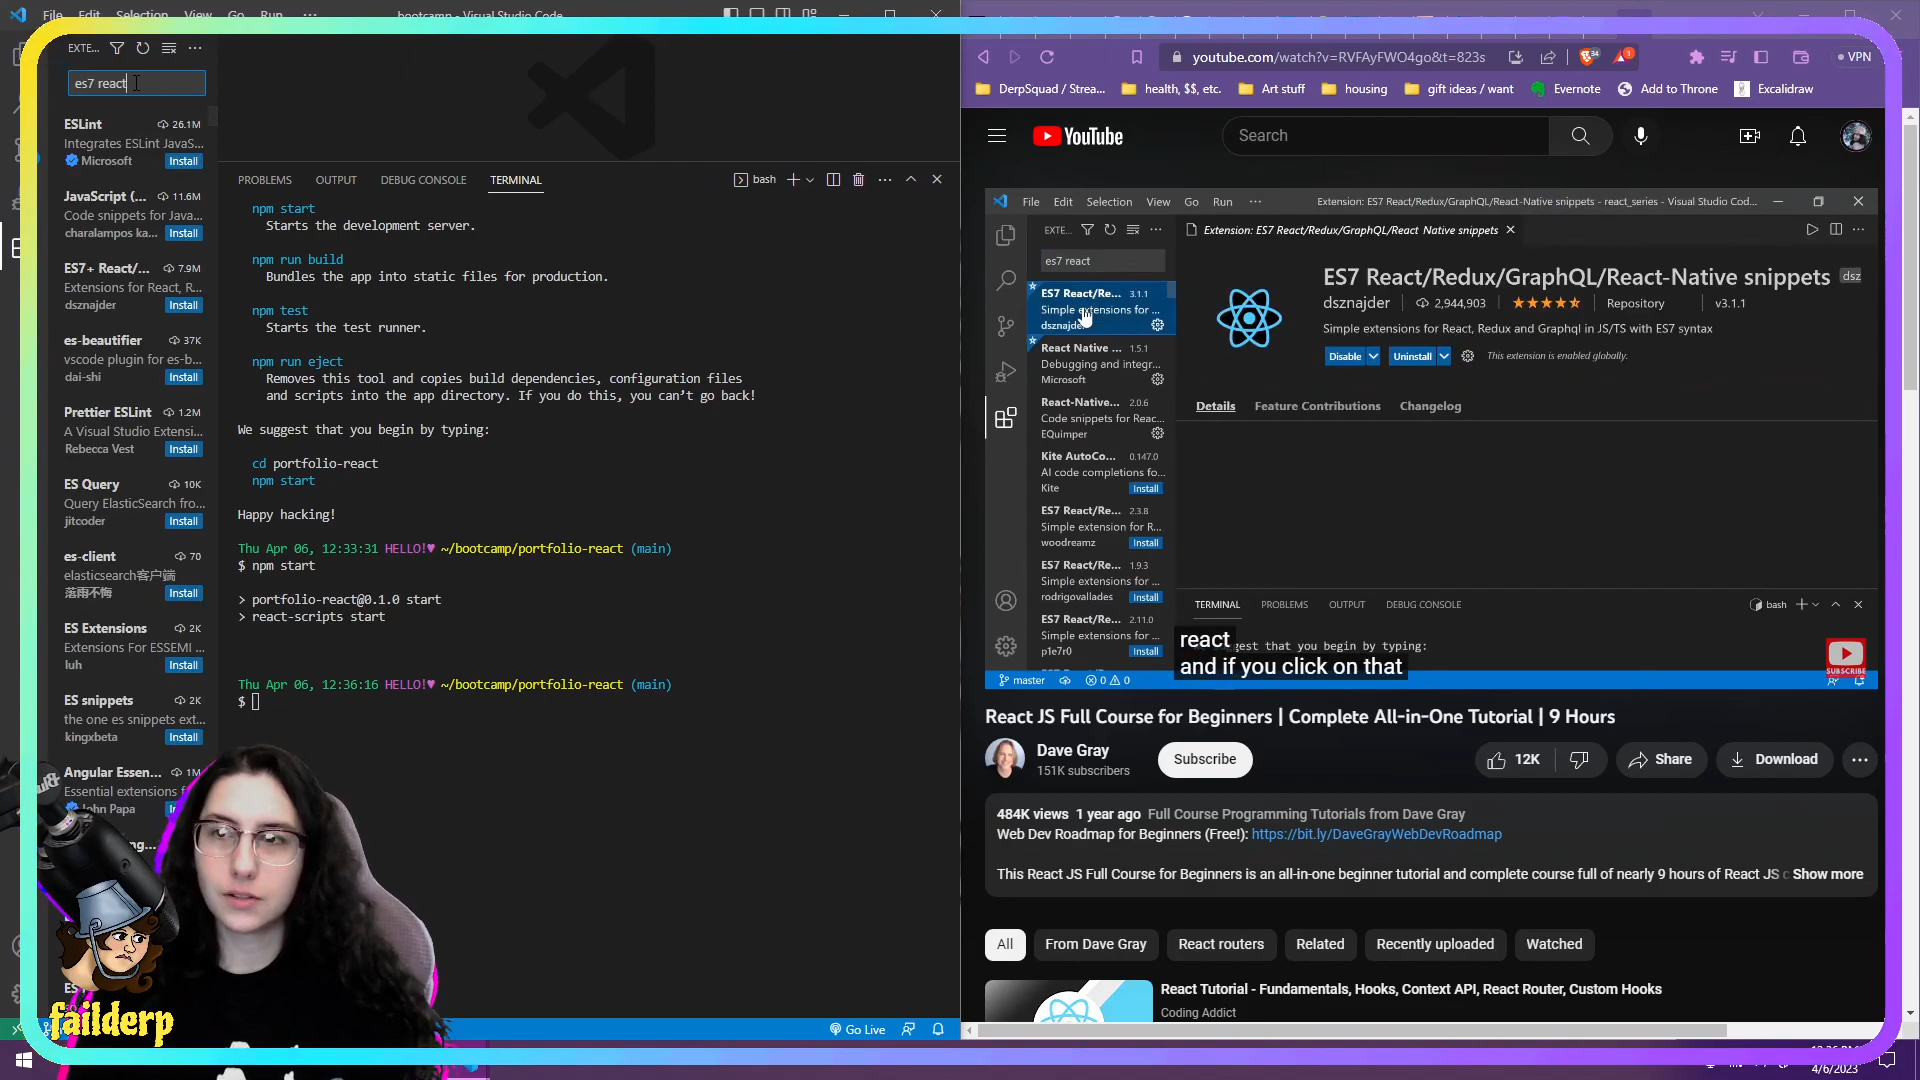 File Edit Selection View Go Run ···
bootcamp - Visual Studio Code
EXTE...
es7 react
ESLint 26.1M
Integrates ESLint JavaS...
Microsoft Install
JavaScript (... 11.6M
Code snippets for Java...
charalampos ka... Install
ES7+ React/... 7.9M
Extensions for React, R...
dsznajder Install
es-beautifier 37K
vscode plugin for es-b...
dai-shi Install
Prettier ESLint 1.2M
A Visual Studio Extensi...
Rebecca Vest Install
ES Query 10K
Query ElasticSearch fro...
jitcoder Install
es-client 70
elasticsearch客户端
落雨不悔 Install
ES Extensions 2K
Extensions For ESSEMI ...
luh Install
ES snippets 2K
the one es snippets ext...
kingxbeta Install
Angular Essen... 1M
Essential extensions f...
John Papa
PROBLEMS OUTPUT DEBUG CONSOLE TERMINAL
bash
npm start
Starts the development server.
npm run build
Bundles the app into static files for production.
npm test
Starts the test runner.
npm run eject
Removes this tool and copies build dependencies, configuration files
and scripts into the app directory. If you do this, you can’t go back!
We suggest that you begin by typing:
cd portfolio-react
npm start
Happy hacking!
Thu Apr 06, 12:33:31 HELLO!♥ ~/bootcamp/portfolio-react (main)
$ npm start
> portfolio-react@0.1.0 start
> react-scripts start
Thu Apr 06, 12:36:16 HELLO!♥ ~/bootcamp/portfolio-react (main)
$
failderp
Go Live
youtube.com/watch?v=RVFAyFWO4go&t=823s
VPN
DerpSquad / Strea... health, $$, etc. Art stuff housing gift ideas / want Evernote Add to Throne Excalidraw
YouTube
Search
File Edit Selection View Go Run ···
Extension: ES7 React/Redux/GraphQL/React-Native snippets - react_series - Visual Studio Cod...
EXTE...
Extension: ES7 React/Redux/GraphQL/React Native snippets
es7 react
ES7 React/Re... 3.1.1
Simple extensions for ...
dsznajder
React Native ... 1.5.1
Debugging and integr...
Microsoft
React-Native... 2.0.6
Code snippets for Reac...
EQuimper
Kite AutoCo... 0.147.0
AI code completions fo...
Kite Install
ES7 React/Re... 2.3.8
Simple extension for R...
woodreamz Install
ES7 React/Re... 1.9.3
Simple extensions for ...
rodrigovallades Install
ES7 React/Re... 2.11.0
Simple extensions for ...
p1e7r0 Install
ES7 React/Redux/GraphQL/React-Native snippets dsz
dsznajder 2,944,903 Repository v3.1.1
Simple extensions for React, Redux and Graphql in JS/TS with ES7 syntax
Disable Uninstall This extension is enabled globally.
Details Feature Contributions Changelog
TERMINAL PROBLEMS OUTPUT DEBUG CONSOLE
bash
suggest that you begin by typing:
react
and if you click on that
SUBSCRIBE
master 0 0
React JS Full Course for Beginners | Complete All-in-One Tutorial | 9 Hours
Dave Gray
151K subscribers
Subscribe
12K
Share
Download
484K views 1 year ago Full Course Programming Tutorials from Dave Gray
Web Dev Roadmap for Beginners (Free!): https://bit.ly/DaveGrayWebDevRoadmap
This React JS Full Course for Beginners is an all-in-one beginner tutorial and complete course full of nearly 9 hours of React JS Show more
All From Dave Gray React routers Related Recently uploaded Watched
React Tutorial - Fundamentals, Hooks, Context API, React Router, Custom Hooks
Coding Addict
4/6/2023